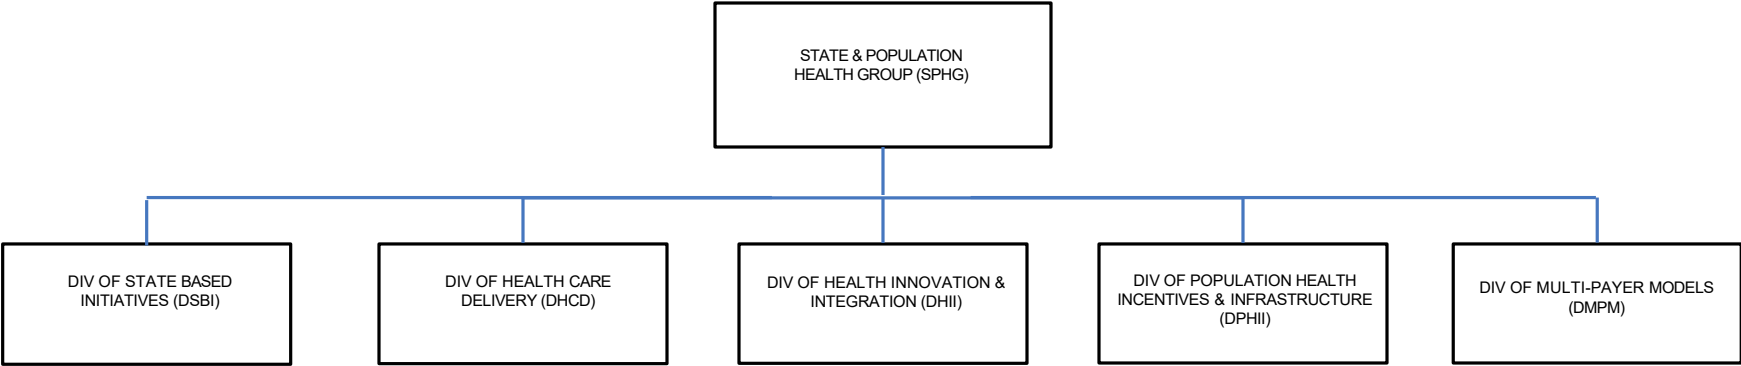 STATE & POPULATION
HEALTH GROUP (SPHG)
DIV OF STATE BASED
INITIATIVES (DSBI)
DIV OF HEALTH CARE
DELIVERY (DHCD)
DIV OF HEALTH INNOVATION &
INTEGRATION (DHII)
DIV OF POPULATION HEALTH
INCENTIVES & INFRASTRUCTURE
(DPHII)
DIV OF MULTI-PAYER MODELS
(DMPM)